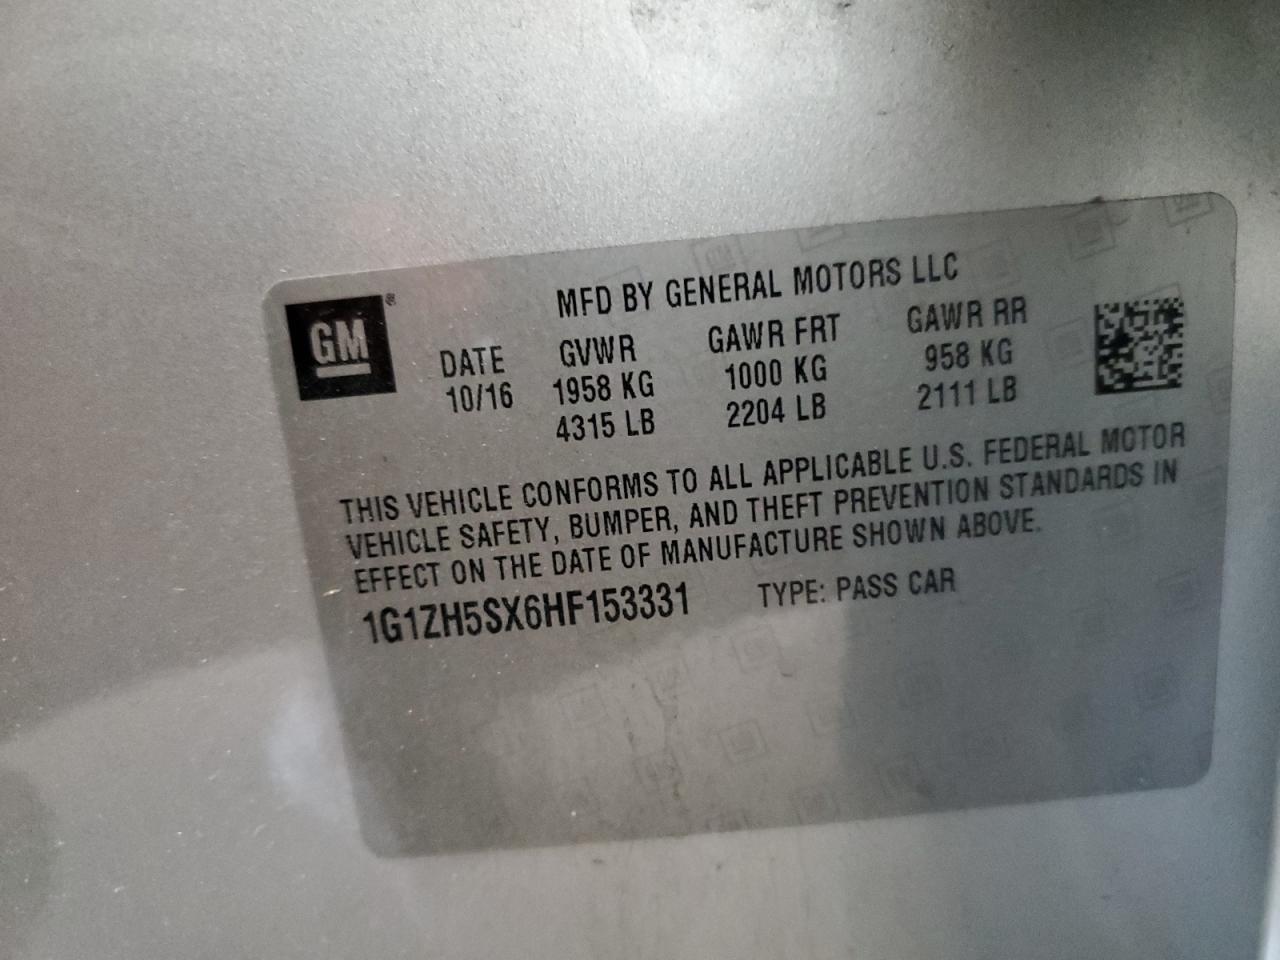 MFD BY GENERAL MOTORS LLC
GM®
DATE GVWR GAWR FRT GAWR RR
10/16 1958 KG 1000 KG 958 KG
4315 LB 2204 LB 2111 LB
THIS VEHICLE CONFORMS TO ALL APPLICABLE U.S. FEDERAL MOTOR
VEHICLE SAFETY, BUMPER, AND THEFT PREVENTION STANDARDS IN
EFFECT ON THE DATE OF MANUFACTURE SHOWN ABOVE.
1G1ZH5SX6HF153331 TYPE: PASS CAR